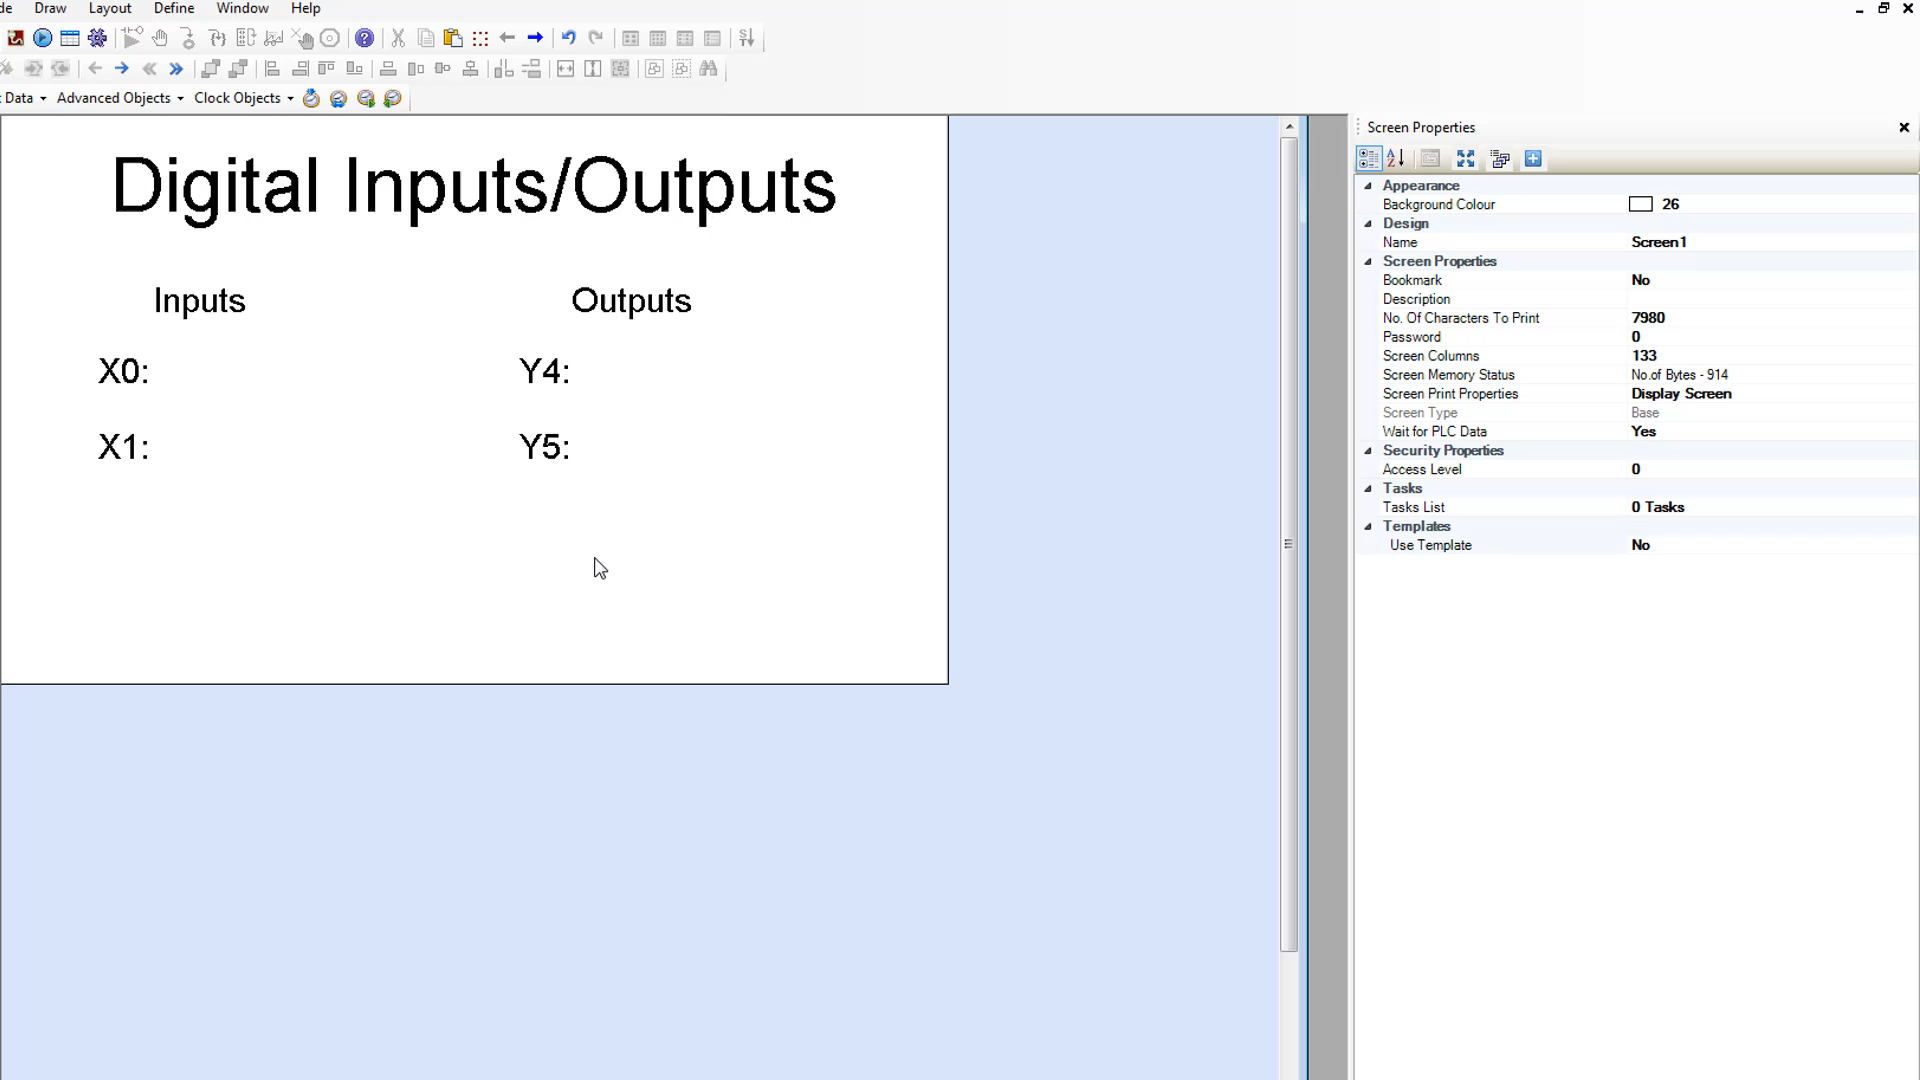 Draw Layout Define Window Help
Data Advanced Objects Clock Objects
Digital Inputs/Outputs
Inputs Outputs
X0: Y4:
X1: Y5:
Screen Properties
Appearance
Background Colour 26
Design
Name Screen1
Screen Properties
Bookmark No
Description
No. Of Characters To Print 7980
Password 0
Screen Columns 133
Screen Memory Status No.of Bytes - 914
Screen Print Properties Display Screen
Screen Type Base
Wait for PLC Data Yes
Security Properties
Access Level 0
Tasks
Tasks List 0 Tasks
Templates
Use Template No